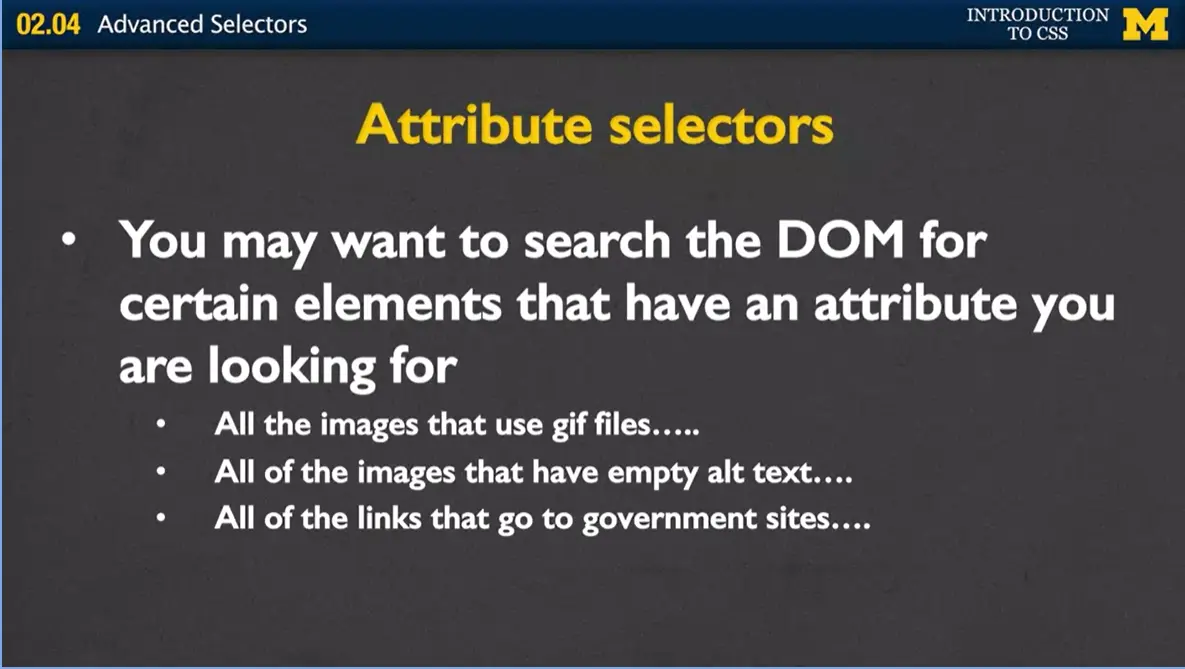 02.04 Advanced Selectors
INTRODUCTION
TO CSS
M
Attribute selectors
• You may want to search the DOM for
certain elements that have an attribute you
are looking for
• All the images that use gif files…..
• All of the images that have empty alt text….
• All of the links that go to government sites….